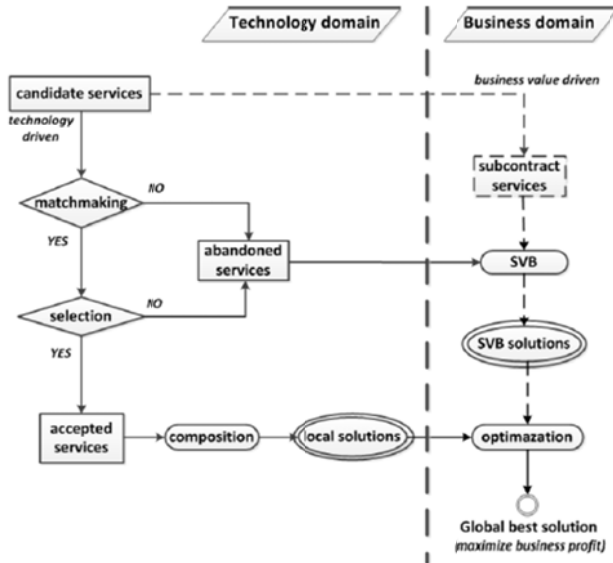 Technology domain
Business domain
candidate services
business value driven
technology
driven
subcontract
services
matchmaking
NO
YES
abandoned
services
SVB
selection
NO
YES
SVB solutions
accepted
services
composition
local solutions
optimazation
Global best solution
(maximize business profit)